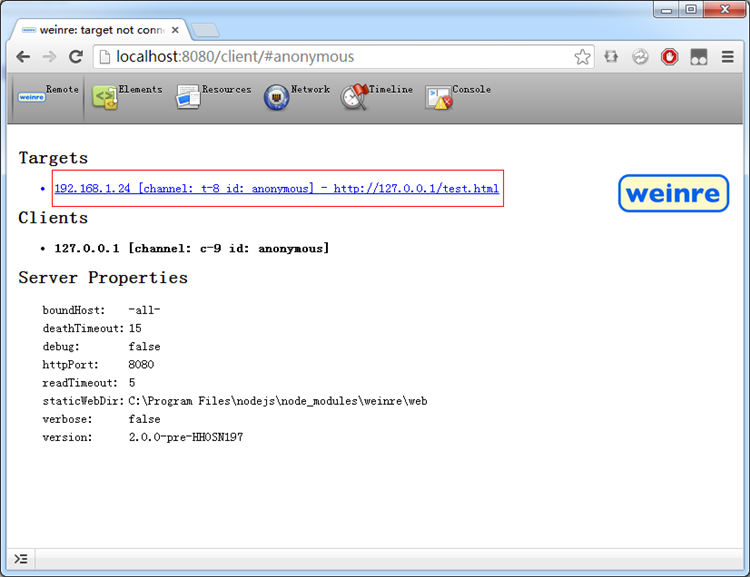 weinre: target not conn
localhost:8080/client/#anonymous
weinre Remote Elements Resources Network Timeline Console
Targets
192.168.1.24 [channel: t-8 id: anonymous] - http://127.0.0.1/test.html
weinre
Clients
127.0.0.1 [channel: c-9 id: anonymous]
Server Properties
boundHost: -all-
deathTimeout: 15
debug: false
httpPort: 8080
readTimeout: 5
staticWebDir: C:\Program Files\nodejs\node_modules\weinre\web
verbose: false
version: 2.0.0-pre-HHOSN197